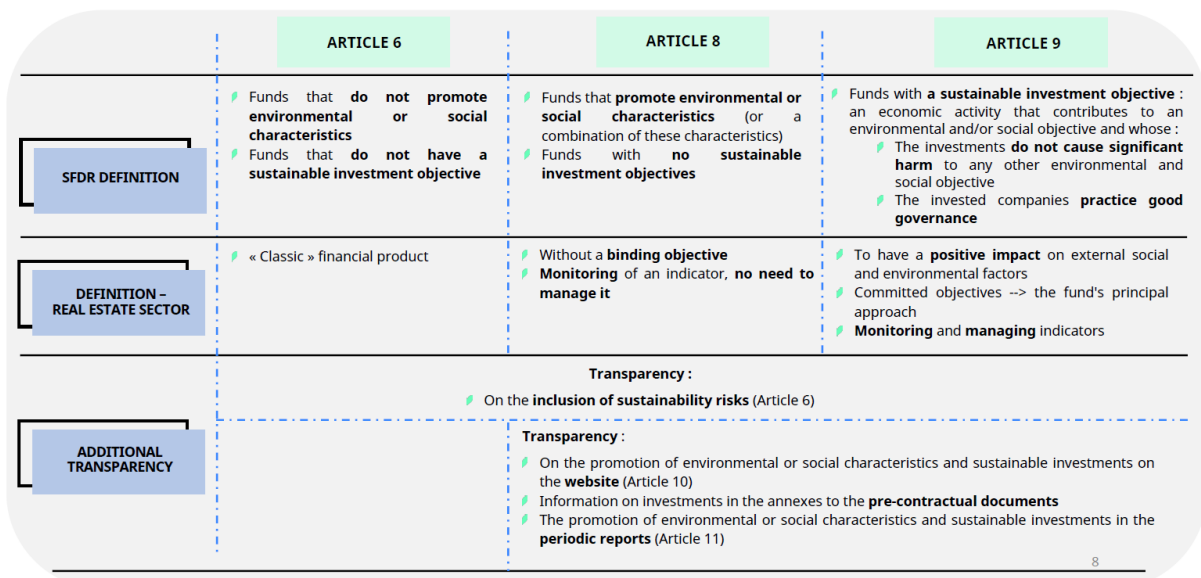 ARTICLE 6
ARTICLE 8
ARTICLE 9
SFDR DEFINITION
Funds that do not promote
environmental or social
characteristics
Funds that do not have a
sustainable investment objective
Funds that promote environmental or
social characteristics (or a
combination of these characteristics)
Funds with no sustainable
investment objectives
Funds with a sustainable investment objective :
an economic activity that contributes to an
environmental and/or social objective and whose :
The investments do not cause significant
harm to any other environmental and
social objective
The invested companies practice good
governance
DEFINITION –
REAL ESTATE SECTOR
« Classic » financial product
Without a binding objective
Monitoring of an indicator, no need to
manage it
To have a positive impact on external social
and environmental factors
Committed objectives --> the fund's principal
approach
Monitoring and managing indicators
ADDITIONAL
TRANSPARENCY
Transparency :
On the inclusion of sustainability risks (Article 6)
Transparency :
On the promotion of environmental or social characteristics and sustainable investments on
the website (Article 10)
Information on investments in the annexes to the pre-contractual documents
The promotion of environmental or social characteristics and sustainable investments in the
periodic reports (Article 11)
8